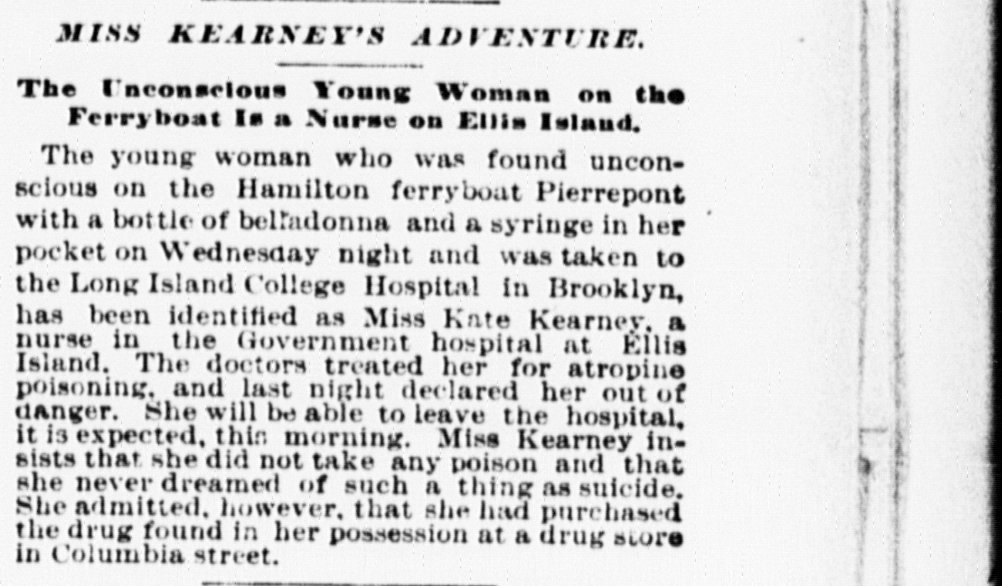 MISS KEARNEY'S ADVENTURE.
The Unconscious Young Woman on the
Ferryboat Is a Nurse on Ellis Island.
The young woman who was found uncon-
scious on the Hamilton ferryboat Pierrepont
with a bottle of belladonna and a syringe in her
pocket on Wednesday night and was taken to
the Long Island College Hospital in Brooklyn,
has been identified as Miss Kate Kearney, a
nurse in the Government hospital at Ellis
Island. The doctors treated her for atropine
poisoning, and last night declared her out of
danger. She will be able to leave the hospital,
it is expected, this morning. Miss Kearney in-
sists that she did not take any poison and that
she never dreamed of such a thing as suicide.
She admitted, however, that she had purchased
the drug found in her possession at a drug store
in Columbia street.